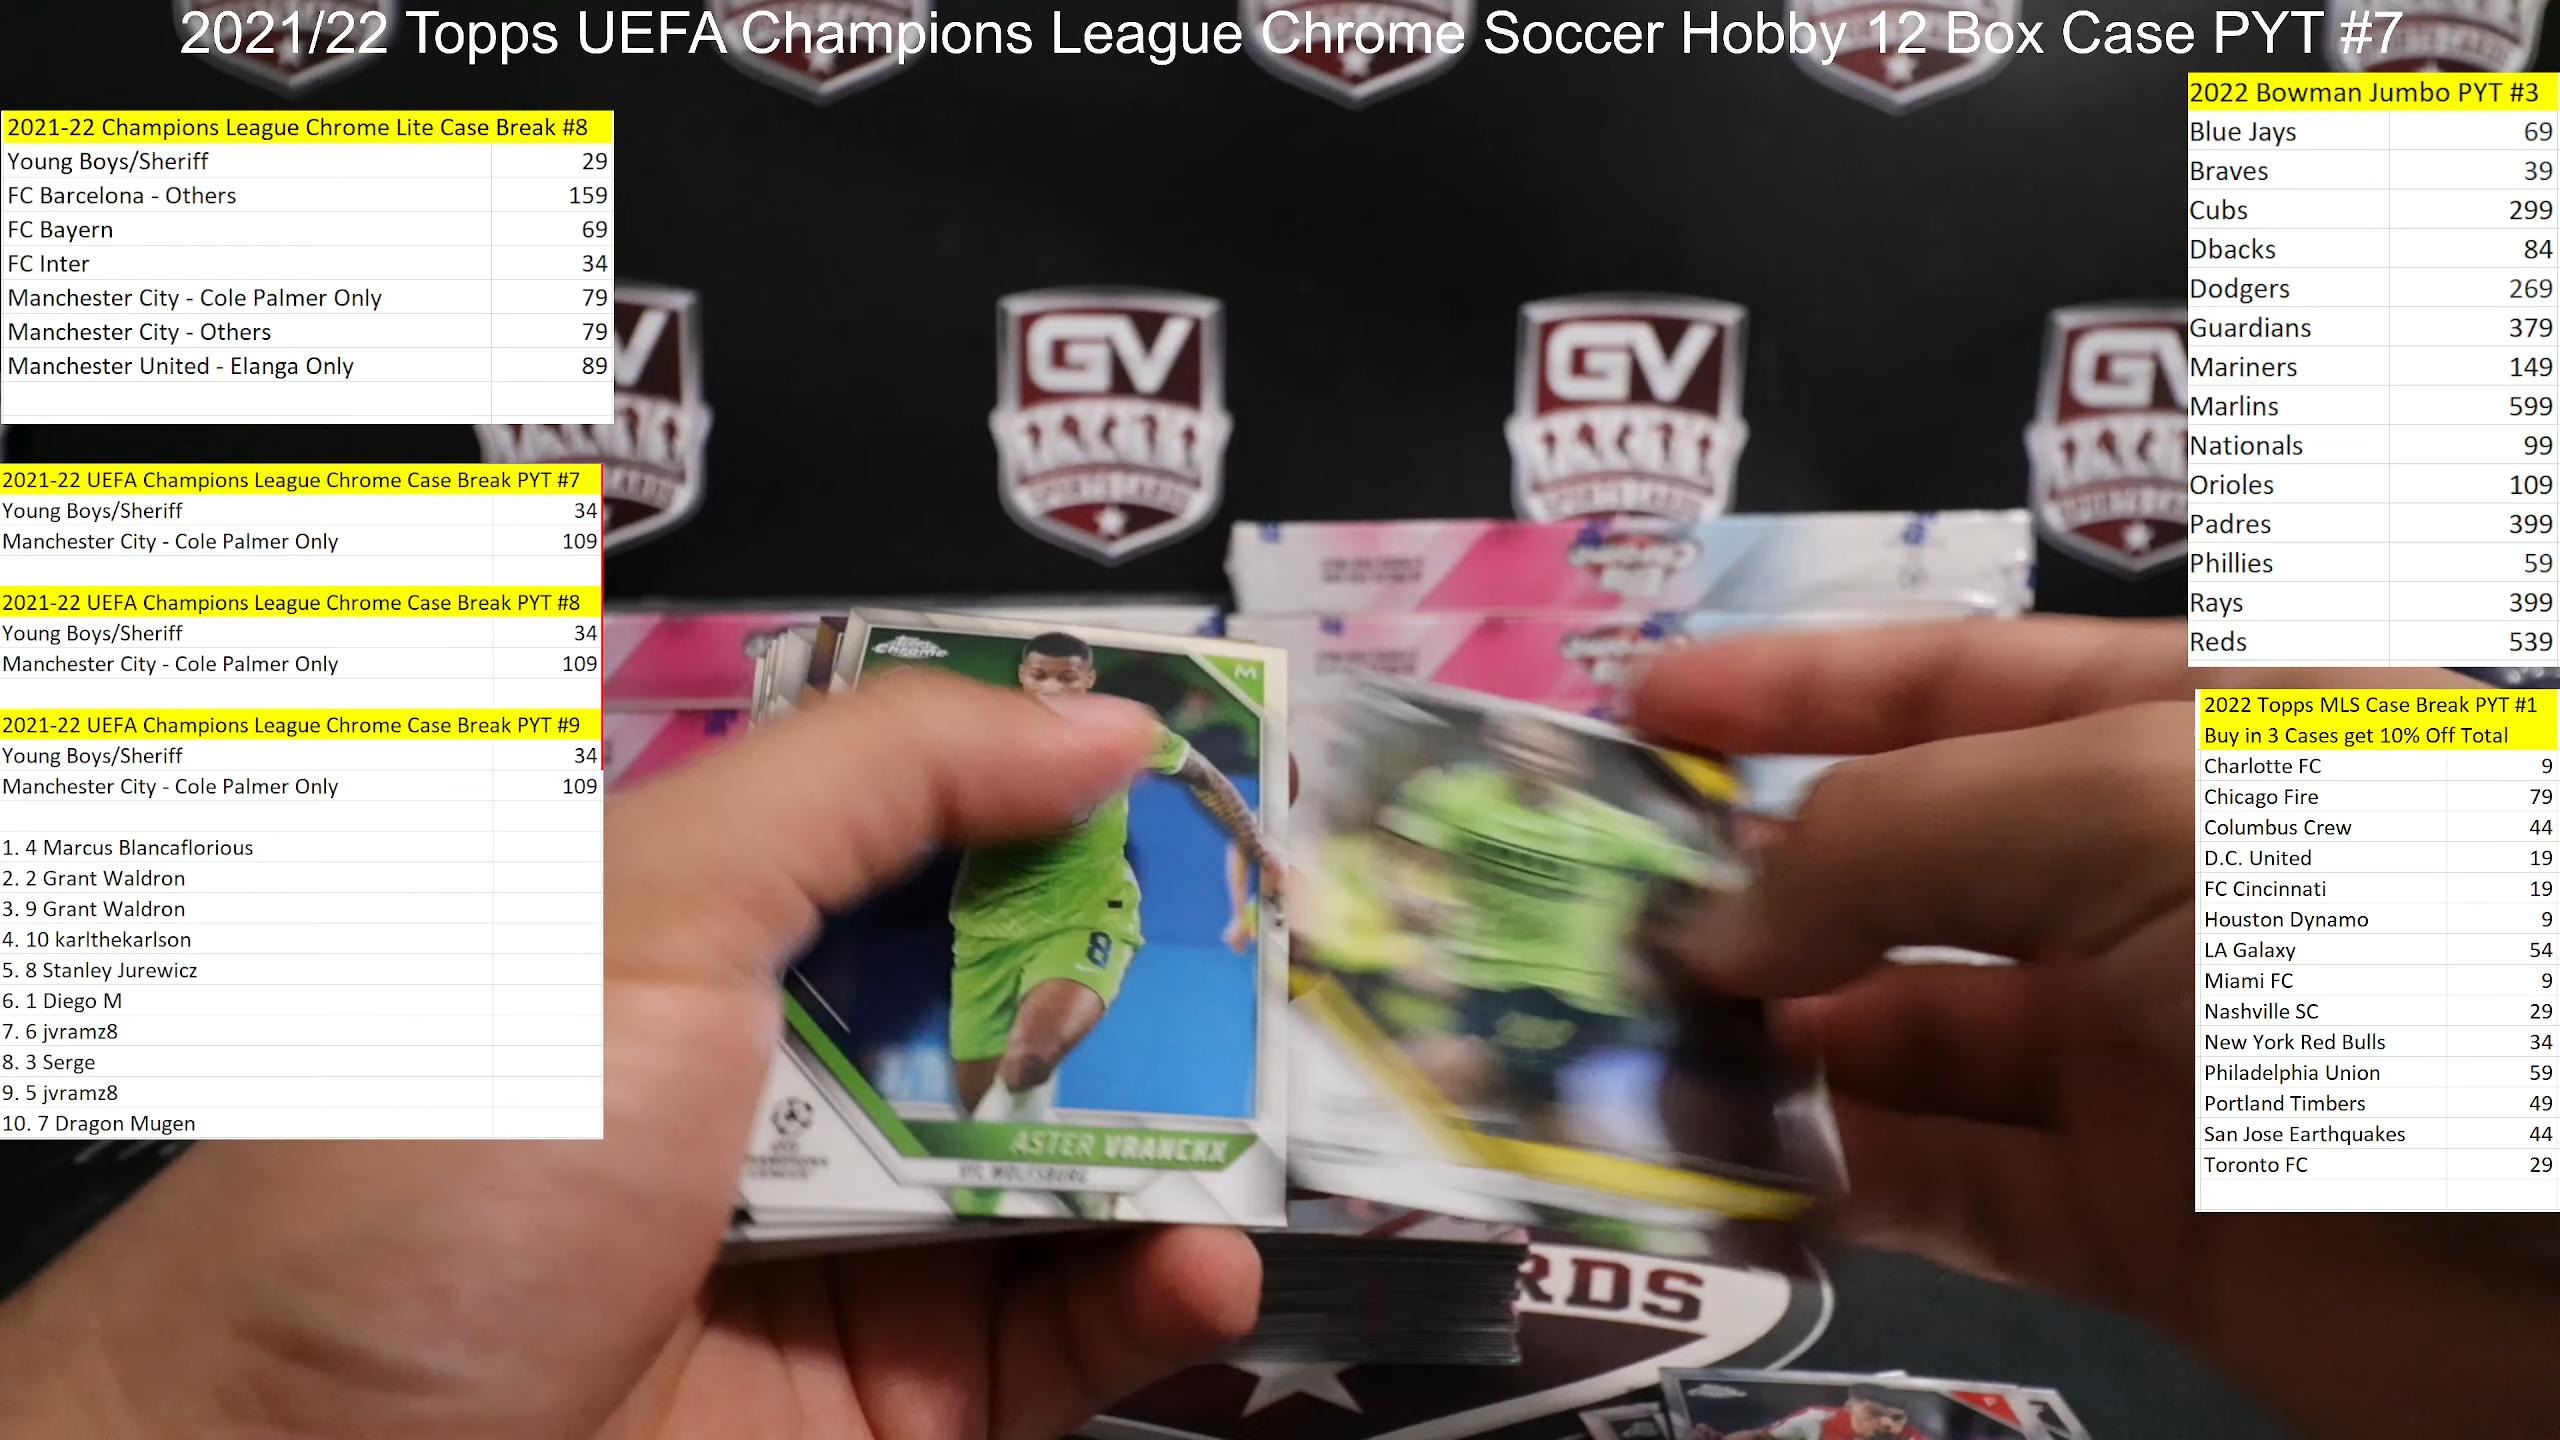 2021/22 Topps UEFA Champions League Chrome Soccer Hobby 12 Box Case PYT #7
2021-22 Champions League Chrome Lite Case Break #8
Young Boys/Sheriff 29
FC Barcelona - Others 159
FC Bayern 69
FC Inter 34
Manchester City - Cole Palmer Only 79
Manchester City - Others 79
Manchester United - Elanga Only 89
2021-22 UEFA Champions League Chrome Case Break PYT #7
Young Boys/Sheriff 34
Manchester City - Cole Palmer Only 109
2021-22 UEFA Champions League Chrome Case Break PYT #8
Young Boys/Sheriff 34
Manchester City - Cole Palmer Only 109
2021-22 UEFA Champions League Chrome Case Break PYT #9
Young Boys/Sheriff 34
Manchester City - Cole Palmer Only 109
1. 4 Marcus Blancaflorious
2. 2 Grant Waldron
3. 9 Grant Waldron
4. 10 karlthekarlson
5. 8 Stanley Jurewicz
6. 1 Diego M
7. 6 jvramz8
8. 3 Serge
9. 5 jvramz8
10. 7 Dragon Mugen
GV
GV
Topps Chrome
M
8
ASTER VRANCKX
VFL WOLFSBURG
RDS
2022 Bowman Jumbo PYT #3
Blue Jays 69
Braves 39
Cubs 299
Dbacks 84
Dodgers 269
Guardians 379
Mariners 149
Marlins 599
Nationals 99
Orioles 109
Padres 399
Phillies 59
Rays 399
Reds 539
2022 Topps MLS Case Break PYT #1
Buy in 3 Cases get 10% Off Total
Charlotte FC 9
Chicago Fire 79
Columbus Crew 44
D.C. United 19
FC Cincinnati 19
Houston Dynamo 9
LA Galaxy 54
Miami FC 9
Nashville SC 29
New York Red Bulls 34
Philadelphia Union 59
Portland Timbers 49
San Jose Earthquakes 44
Toronto FC 29